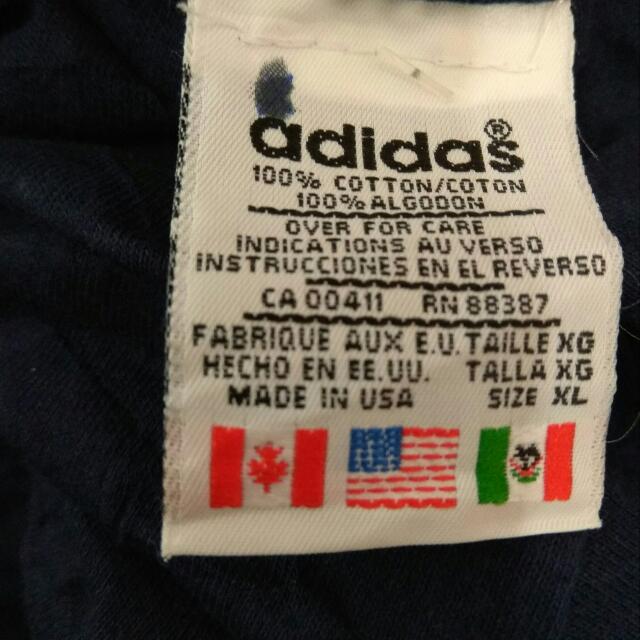 adidas®
100% COTTON/COTON
100% ALGODON
OVER FOR CARE
INDICATIONS AU VERSO
INSTRUCCIONES EN EL REVERSO
CA 00411 RN 88387
FABRIQUE AUX E.U. TAILLE XG
HECHO EN EE.UU. TALLA XG
MADE IN USA SIZE XL